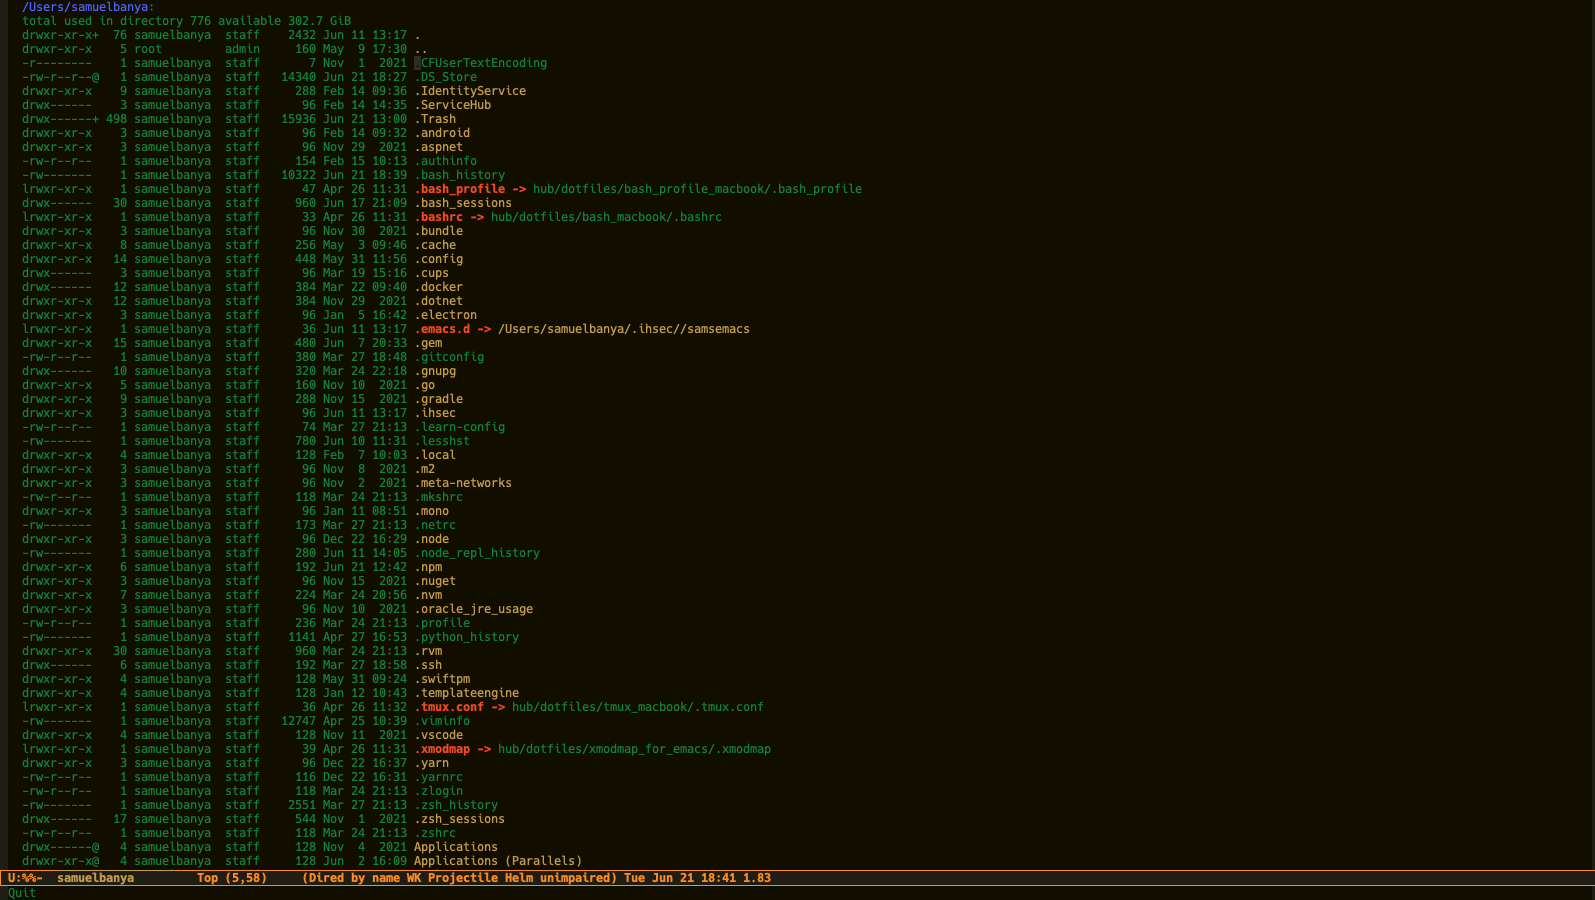 /Users/samuelbanya:
total used in directory 776 available 302.7 GiB
drwxr-xr-x+  76 samuelbanya  staff    2432 Jun 11 13:17 .
drwxr-xr-x    5 root         admin     160 May  9 17:30 ..
-r--------    1 samuelbanya  staff       7 Nov  1  2021 .CFUserTextEncoding
-rw-r--r--@   1 samuelbanya  staff   14340 Jun 21 18:27 .DS_Store
drwxr-xr-x    9 samuelbanya  staff     288 Feb 14 09:36 .IdentityService
drwx------    3 samuelbanya  staff      96 Feb 14 14:35 .ServiceHub
drwx------+ 498 samuelbanya  staff   15936 Jun 21 13:00 .Trash
drwxr-xr-x    3 samuelbanya  staff      96 Feb 14 09:32 .android
drwxr-xr-x    3 samuelbanya  staff      96 Nov 29  2021 .aspnet
-rw-r--r--    1 samuelbanya  staff     154 Feb 15 10:13 .authinfo
-rw-------    1 samuelbanya  staff   10322 Jun 21 18:39 .bash_history
lrwxr-xr-x    1 samuelbanya  staff      47 Apr 26 11:31 .bash_profile -> hub/dotfiles/bash_profile_macbook/.bash_profile
drwx------   30 samuelbanya  staff     960 Jun 17 21:09 .bash_sessions
lrwxr-xr-x    1 samuelbanya  staff      33 Apr 26 11:31 .bashrc -> hub/dotfiles/bash_macbook/.bashrc
drwxr-xr-x    3 samuelbanya  staff      96 Nov 30  2021 .bundle
drwxr-xr-x    8 samuelbanya  staff     256 May  3 09:46 .cache
drwxr-xr-x   14 samuelbanya  staff     448 May 31 11:56 .config
drwx------    3 samuelbanya  staff      96 Mar 19 15:16 .cups
drwx------   12 samuelbanya  staff     384 Mar 22 09:40 .docker
drwxr-xr-x   12 samuelbanya  staff     384 Nov 29  2021 .dotnet
drwxr-xr-x    3 samuelbanya  staff      96 Jan  5 16:42 .electron
lrwxr-xr-x    1 samuelbanya  staff      36 Jun 11 13:17 .emacs.d -> /Users/samuelbanya/.ihsec//samsemacs
drwxr-xr-x   15 samuelbanya  staff     480 Jun  7 20:33 .gem
-rw-r--r--    1 samuelbanya  staff     380 Mar 27 18:48 .gitconfig
drwx------   10 samuelbanya  staff     320 Mar 24 22:18 .gnupg
drwxr-xr-x    5 samuelbanya  staff     160 Nov 10  2021 .go
drwxr-xr-x    9 samuelbanya  staff     288 Nov 15  2021 .gradle
drwxr-xr-x    3 samuelbanya  staff      96 Jun 11 13:17 .ihsec
-rw-r--r--    1 samuelbanya  staff      74 Mar 27 21:13 .learn-config
-rw-------    1 samuelbanya  staff     780 Jun 10 11:31 .lesshst
drwxr-xr-x    4 samuelbanya  staff     128 Feb  7 10:03 .local
drwxr-xr-x    3 samuelbanya  staff      96 Nov  8  2021 .m2
drwxr-xr-x    3 samuelbanya  staff      96 Nov  2  2021 .meta-networks
-rw-r--r--    1 samuelbanya  staff     118 Mar 24 21:13 .mkshrc
drwxr-xr-x    3 samuelbanya  staff      96 Jan 11 08:51 .mono
-rw-------    1 samuelbanya  staff     173 Mar 27 21:13 .netrc
drwxr-xr-x    3 samuelbanya  staff      96 Dec 22 16:29 .node
-rw-------    1 samuelbanya  staff     280 Jun 11 14:05 .node_repl_history
drwxr-xr-x    6 samuelbanya  staff     192 Jun 21 12:42 .npm
drwxr-xr-x    3 samuelbanya  staff      96 Nov 15  2021 .nuget
drwxr-xr-x    7 samuelbanya  staff     224 Mar 24 20:56 .nvm
drwxr-xr-x    3 samuelbanya  staff      96 Nov 10  2021 .oracle_jre_usage
-rw-r--r--    1 samuelbanya  staff     236 Mar 24 21:13 .profile
-rw-------    1 samuelbanya  staff    1141 Apr 27 16:53 .python_history
drwxr-xr-x   30 samuelbanya  staff     960 Mar 24 21:13 .rvm
drwx------    6 samuelbanya  staff     192 Mar 27 18:58 .ssh
drwxr-xr-x    4 samuelbanya  staff     128 May 31 09:24 .swiftpm
drwxr-xr-x    4 samuelbanya  staff     128 Jan 12 10:43 .templateengine
lrwxr-xr-x    1 samuelbanya  staff      36 Apr 26 11:32 .tmux.conf -> hub/dotfiles/tmux_macbook/.tmux.conf
-rw-------    1 samuelbanya  staff   12747 Apr 25 10:39 .viminfo
drwxr-xr-x    4 samuelbanya  staff     128 Nov 11  2021 .vscode
lrwxr-xr-x    1 samuelbanya  staff      39 Apr 26 11:31 .xmodmap -> hub/dotfiles/xmodmap_for_emacs/.xmodmap
drwxr-xr-x    3 samuelbanya  staff      96 Dec 22 16:37 .yarn
-rw-r--r--    1 samuelbanya  staff     116 Dec 22 16:31 .yarnrc
-rw-r--r--    1 samuelbanya  staff     118 Mar 24 21:13 .zlogin
-rw-------    1 samuelbanya  staff    2551 Mar 27 21:13 .zsh_history
drwx------   17 samuelbanya  staff     544 Nov  1  2021 .zsh_sessions
-rw-r--r--    1 samuelbanya  staff     118 Mar 24 21:13 .zshrc
drwx------@   4 samuelbanya  staff     128 Nov  4  2021 Applications
drwxr-xr-x@   4 samuelbanya  staff     128 Jun  2 16:09 Applications (Parallels)
U:%%-  samuelbanya         Top (5,58)     (Dired by name WK Projectile Helm unimpaired) Tue Jun 21 18:41 1.83
Quit